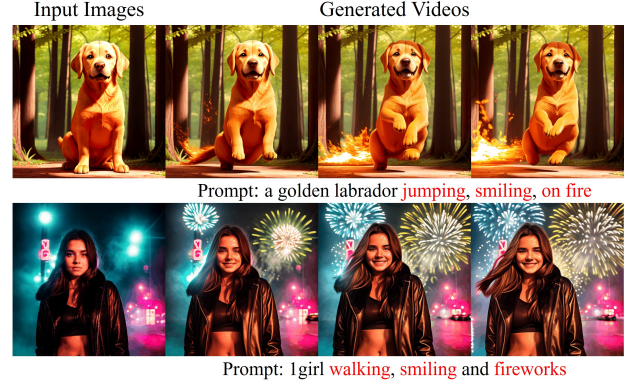 Input Images
Generated Videos
Prompt: a golden labrador jumping, smiling, on fire
Prompt: 1girl walking, smiling and fireworks